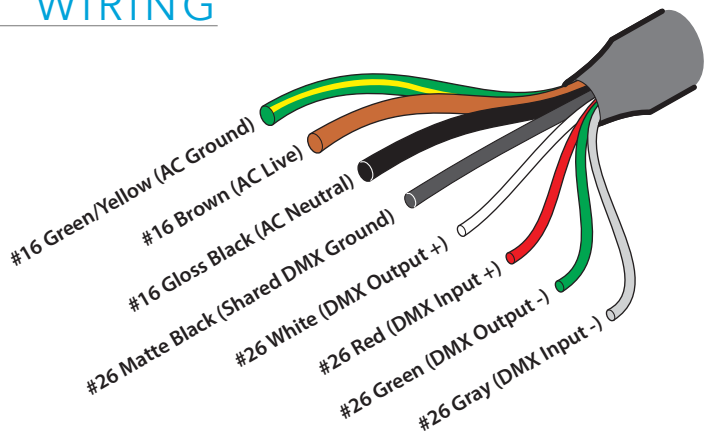 WIRING
#16 Green/Yellow (AC Ground)
#16 Brown (AC Live)
#16 Gloss Black (AC Neutral)
#26 Matte Black (Shared DMX Ground)
#26 White (DMX Output +)
#26 Red (DMX Input +)
#26 Green (DMX Output -)
#26 Gray (DMX Input -)